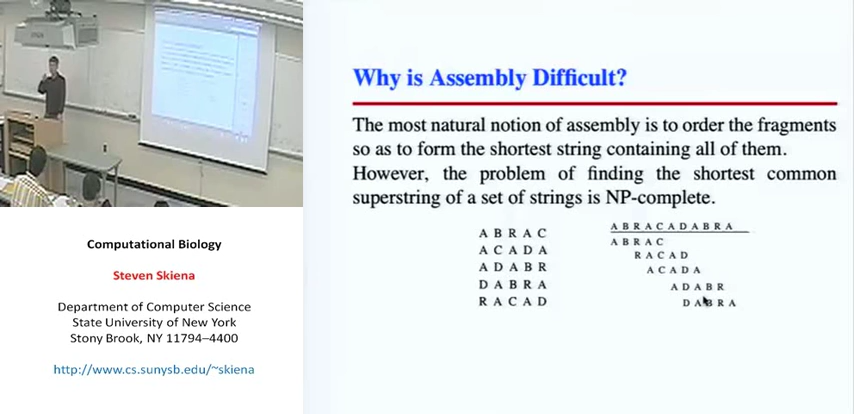 Computational Biology
Steven Skiena
Department of Computer Science
State University of New York
Stony Brook, NY 11794–4400
http://www.cs.sunysb.edu/~skiena
Why is Assembly Difficult?
The most natural notion of assembly is to order the fragments
so as to form the shortest string containing all of them.
However, the problem of finding the shortest common
superstring of a set of strings is NP-complete.
A B R A C
A C A D A
A D A B R
D A B R A
R A C A D
A B R A C A D A B R A
A B R A C
R A C A D
A C A D A
A D A B R
D A B R A